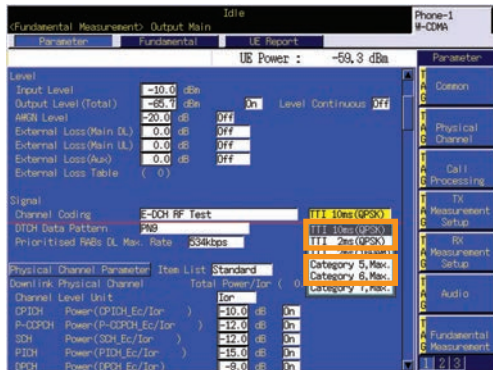 Idle
Phone-1
<Fundamental Measurement> Output Main
W-CDMA
Parameter Fundamental UE Report
UE Power : -59.3 dBm
Parameter
Level
Input Level -10.0 dBm
Output Level(Total) -65.7 dBm On Level Continuous Off
AWGN Level -20.0 dB Off
External Loss(Main DL) 0.0 dB Off
External Loss(Main UL) 0.0 dB Off
External Loss(Aux) 0.0 dB Off
External Loss Table ( 0)
Signal
Channel Coding E-DCH RF Test TTI 10ms(QPSK)
DTCH Data Pattern PN9
TTI 10ms(QPSK)
TTI 2ms(QPSK)
Prioritised RABs DL Max. Rate 534kbps
Category 5,Max.
Category 6,Max.
Category 7,Max.
Physical Channel Parameter Item List Standard
Downlink Physical Channel Total Power/Ior ( 0.
Channel Level Unit Ior
CPICH Power(CPICH_Ec/Ior ) -10.0 dB On
P-CCPCH Power(P-CCPCH_Ec/Ior ) -12.0 dB On
SCH Power(SCH_Ec/Ior ) -12.0 dB On
PICH Power(PICH_Ec/Ior ) -15.0 dB On
DPCH Power(DPCH_Ec/Ior ) -9.0 dB On
TAG Common
TAG Physical Channel
TAG Call Processing
TAG TX Measurement Setup
TAG RX Measurement Setup
TAG Audio
TAG Fundamental Measurement
1 2 3